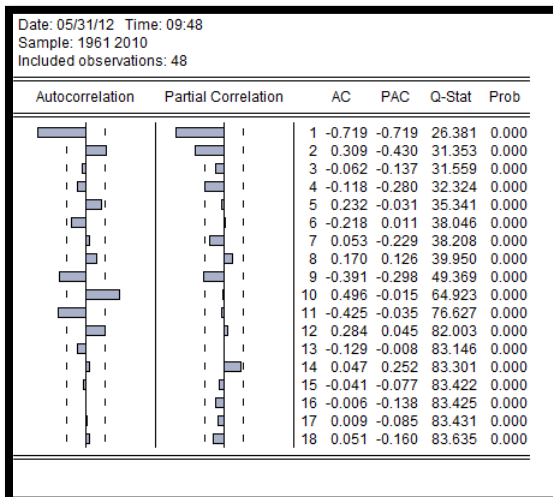 Date: 05/31/12 Time: 09:48
Sample: 1961 2010
Included observations: 48
Autocorrelation Partial Correlation AC PAC Q-Stat Prob
1 -0.719 -0.719 26.381 0.000
2 0.309 -0.430 31.353 0.000
3 -0.062 -0.137 31.559 0.000
4 -0.118 -0.280 32.324 0.000
5 0.232 -0.031 35.341 0.000
6 -0.218 0.011 38.046 0.000
7 0.053 -0.229 38.208 0.000
8 0.170 0.126 39.950 0.000
9 -0.391 -0.298 49.369 0.000
10 0.496 -0.015 64.923 0.000
11 -0.425 -0.035 76.627 0.000
12 0.284 0.045 82.003 0.000
13 -0.129 -0.008 83.146 0.000
14 0.047 0.252 83.301 0.000
15 -0.041 -0.077 83.422 0.000
16 -0.006 -0.138 83.425 0.000
17 0.009 -0.085 83.431 0.000
18 0.051 -0.160 83.635 0.000